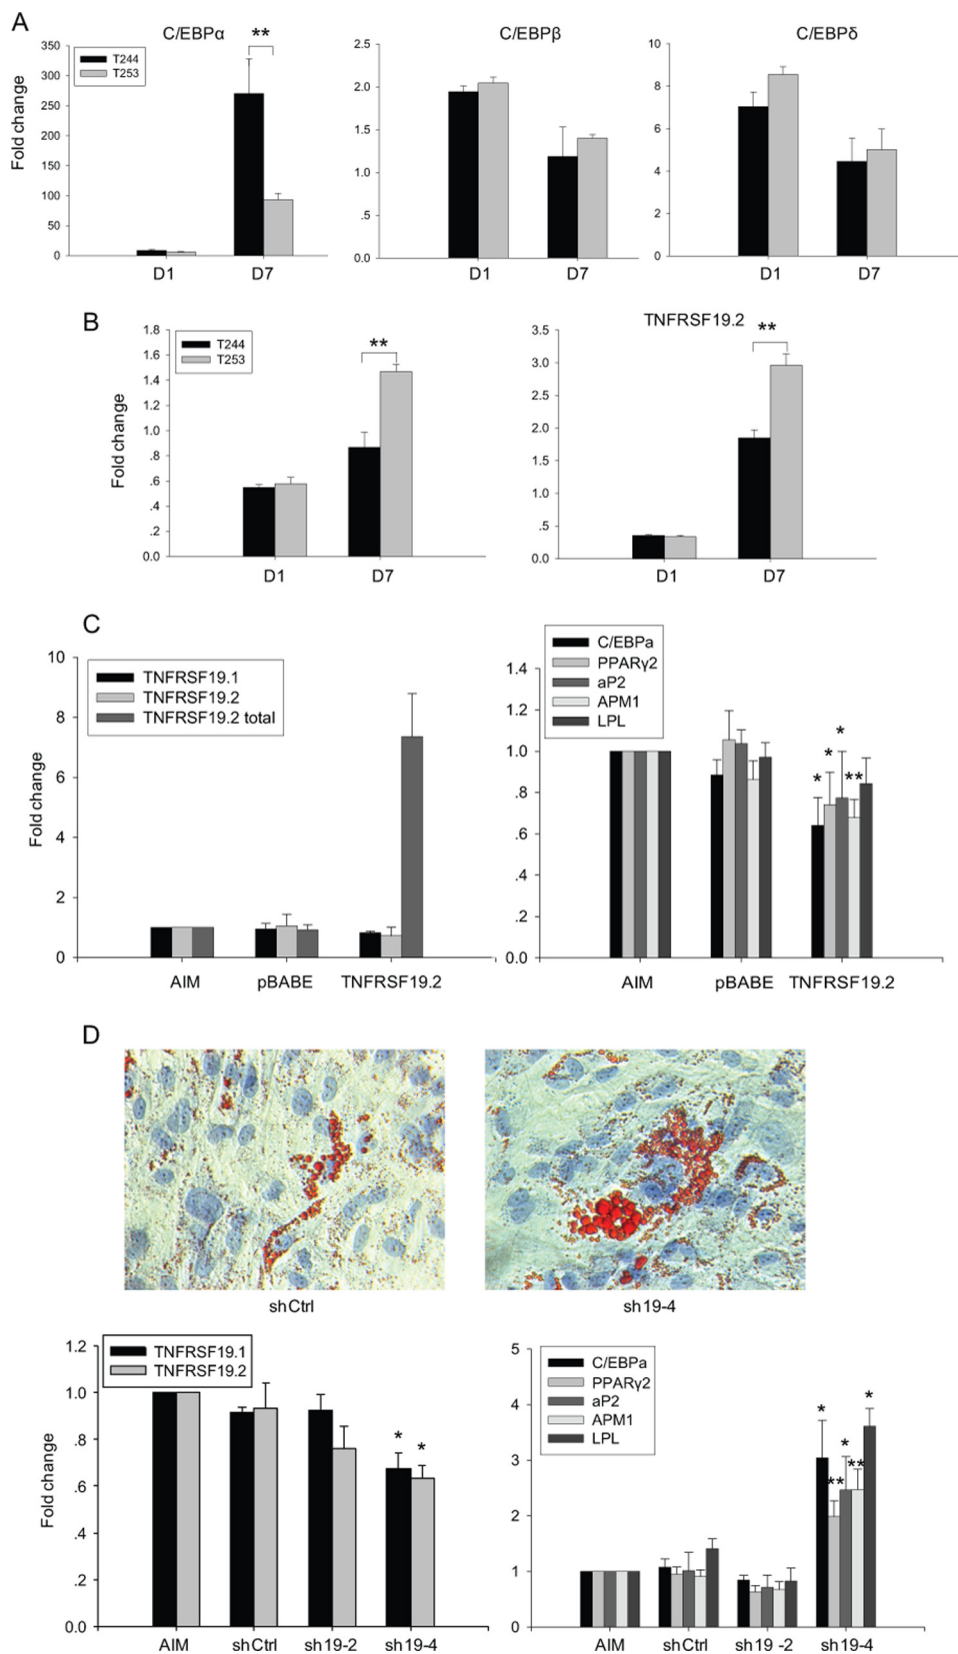 A
C/EBPα
C/EBPβ
C/EBPδ
**
T244
T253
Fold change
350
300
250
200
150
100
50
0
D1
D7
2.5
2.0
1.5
1.0
.5
0.0
D1
D7
10
8
6
4
2
0
D1
D7
B
TNFRSF19.2
T244
T253
**
**
Fold change
1.8
1.6
1.4
1.2
1.0
.8
.6
.4
.2
0.0
D1
D7
3.5
3.0
2.5
2.0
1.5
1.0
.5
0.0
D1
D7
C
TNFRSF19.1
TNFRSF19.2
TNFRSF19.2 total
Fold change
10
8
6
4
2
0
AIM
pBABE
TNFRSF19.2
C/EBPa
PPARγ2
aP2
APM1
LPL
1.4
1.2
1.0
.8
.6
.4
.2
0.0
*
*
*
**
AIM
pBABE
TNFRSF19.2
D
shCtrl
sh19-4
TNFRSF19.1
TNFRSF19.2
Fold change
1.2
1.0
.8
.6
.4
.2
0.0
*
*
AIM
shCtrl
sh19-2
sh19-4
C/EBPa
PPARγ2
aP2
APM1
LPL
5
4
3
2
1
0
*
**
*
**
*
AIM
shCtrl
sh19 -2
sh19-4